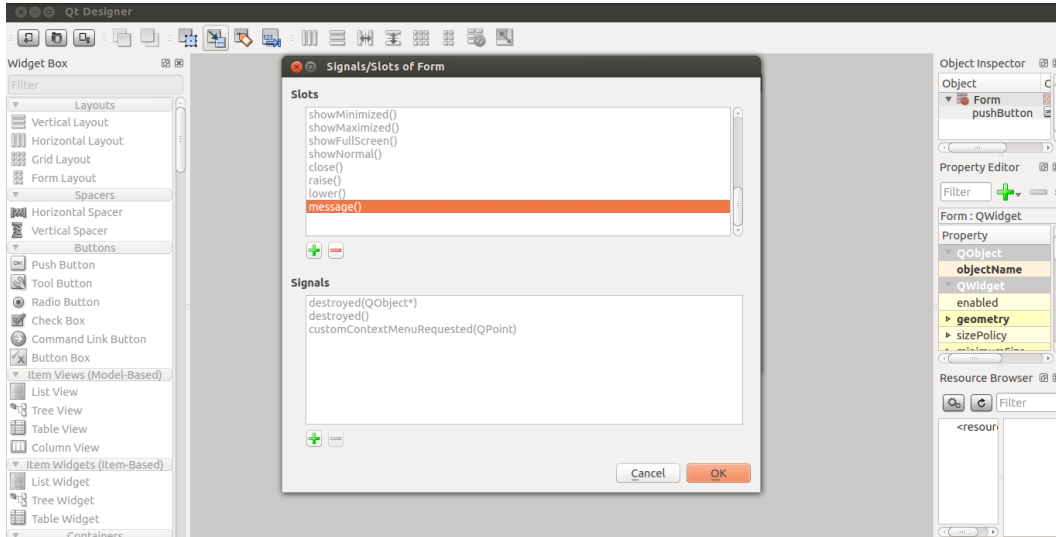 Qt Designer
Widget Box
Filter
Layouts
Vertical Layout
Horizontal Layout
Grid Layout
Form Layout
Spacers
Horizontal Spacer
Vertical Spacer
Buttons
Push Button
Tool Button
Radio Button
Check Box
Command Link Button
Button Box
Item Views (Model-Based)
List View
Tree View
Table View
Column View
Item Widgets (Item-Based)
List Widget
Tree Widget
Table Widget
Containers
Signals/Slots of Form
Slots
showMinimized()
showMaximized()
showFullScreen()
showNormal()
close()
raise()
lower()
message()
Signals
destroyed(QObject*)
destroyed()
customContextMenuRequested(QPoint)
Cancel
OK
Object Inspector
Object C
Form
pushButton
Property Editor
Filter
Form : QWidget
Property
QObject
objectName
QWidget
enabled
geometry
sizePolicy
Resource Browser
Filter
<resour